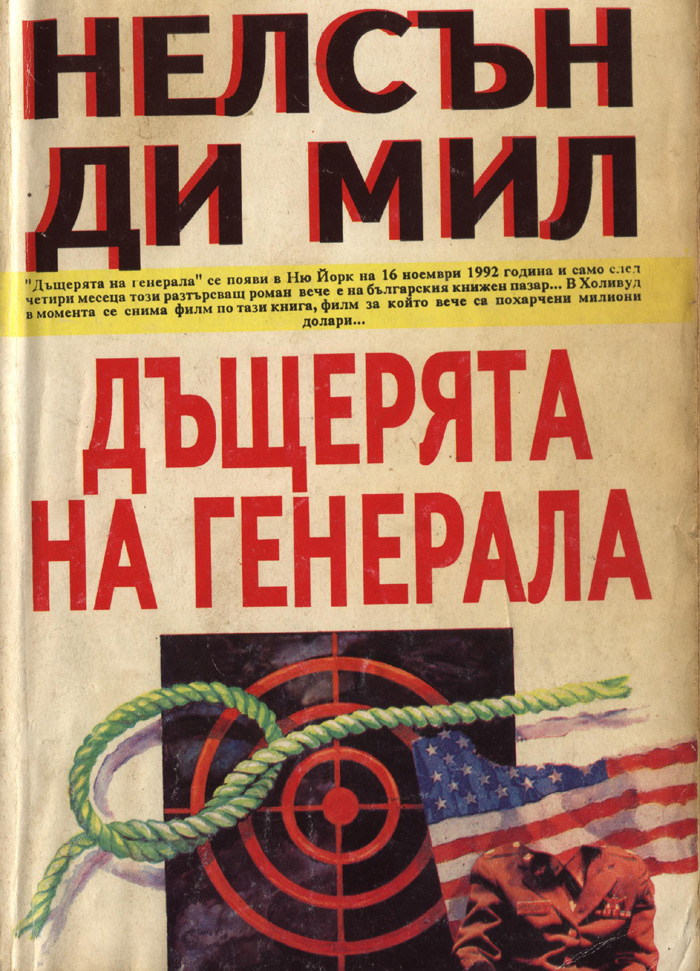 НЕЛСЪН
ДИ МИЛ
"Дъщерята на генерала" се появи в Ню Йорк на 16 ноември 1992 година и само след
четири месеца този разтърсващ роман вече е на българския книжен пазар... В Холивуд
в момента се снима филм по тази книга, филм за който вече са похарчени милиони
долари...
ДЪЩЕРЯТА
НА ГЕНЕРАЛА